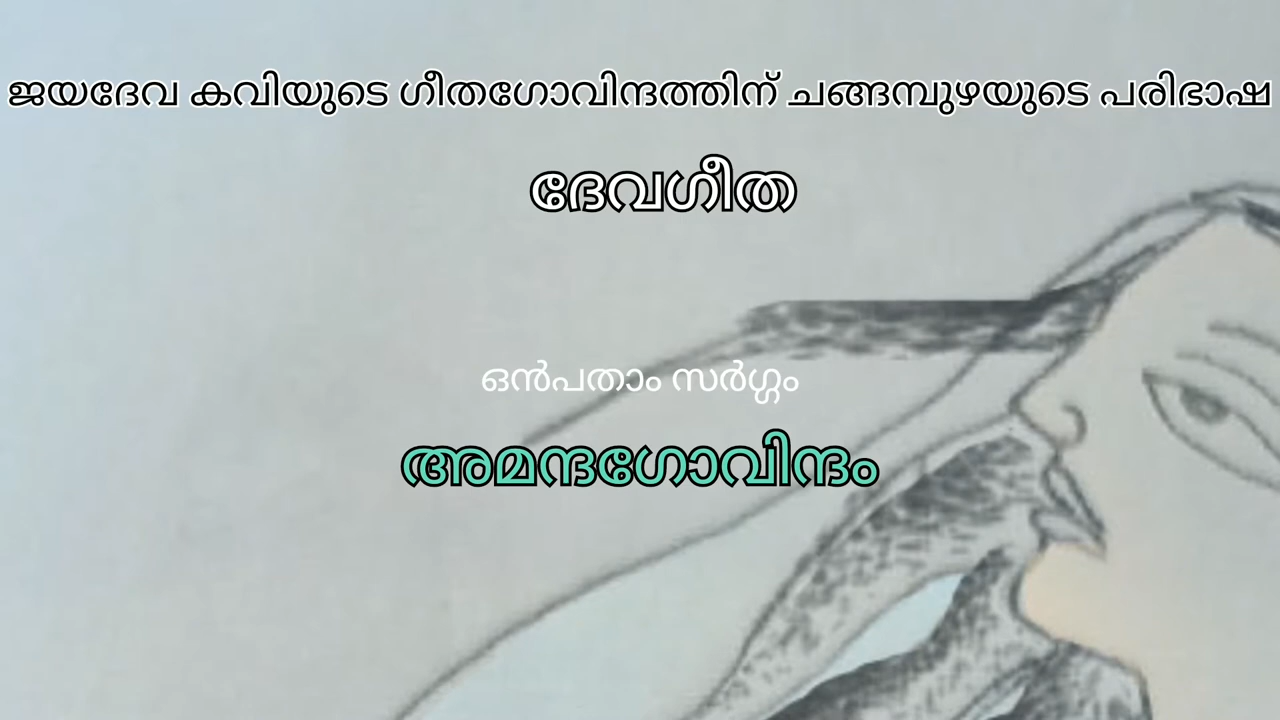 ജയദേവ കവിയുടെ ഗീതഗോവിന്ദത്തിന് ചങ്ങമ്പുഴയുടെ പരിഭാഷ
ദേവഗീത
ഒൻപതാം സർഗ്ഗം
അമന്ദഗോവിന്ദം